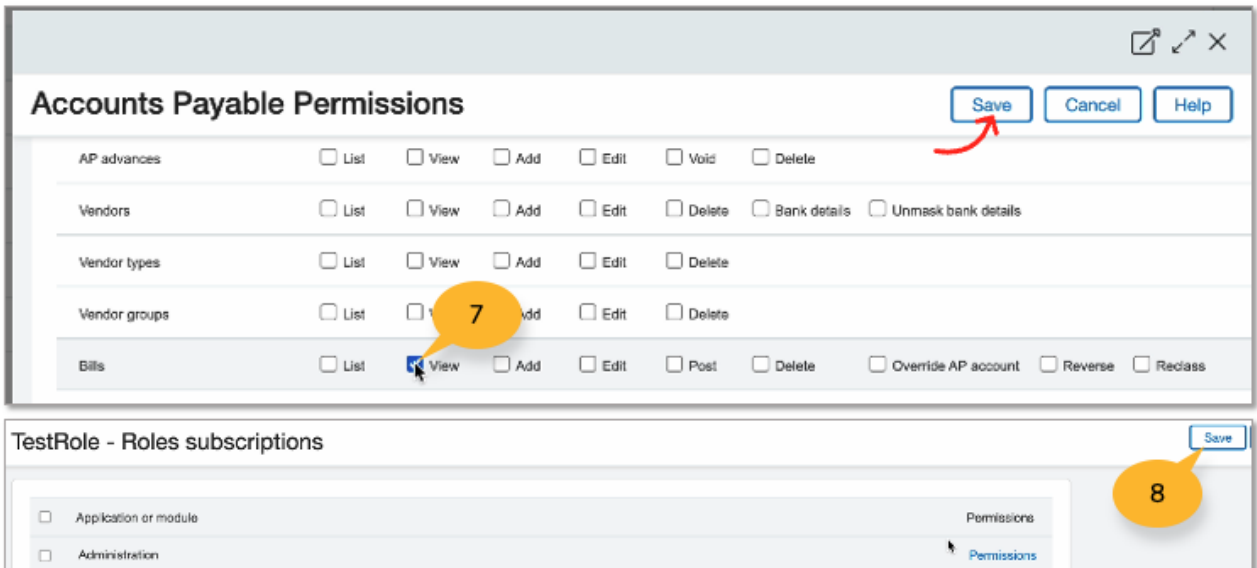 Accounts Payable Permissions Save Cancel Help
AP advances List View Add Edit Void Delete
Vendors List View Add Edit Delete Bank details Unmask bank details
Vendor types List View Add Edit Delete
Vendor groups List 7 Edit Delete
Bills List View Add Edit Post Delete Override AP account Reverse Reclass
TestRole - Roles subscriptions Save
8
Application or module Permissions
Administration Permissions